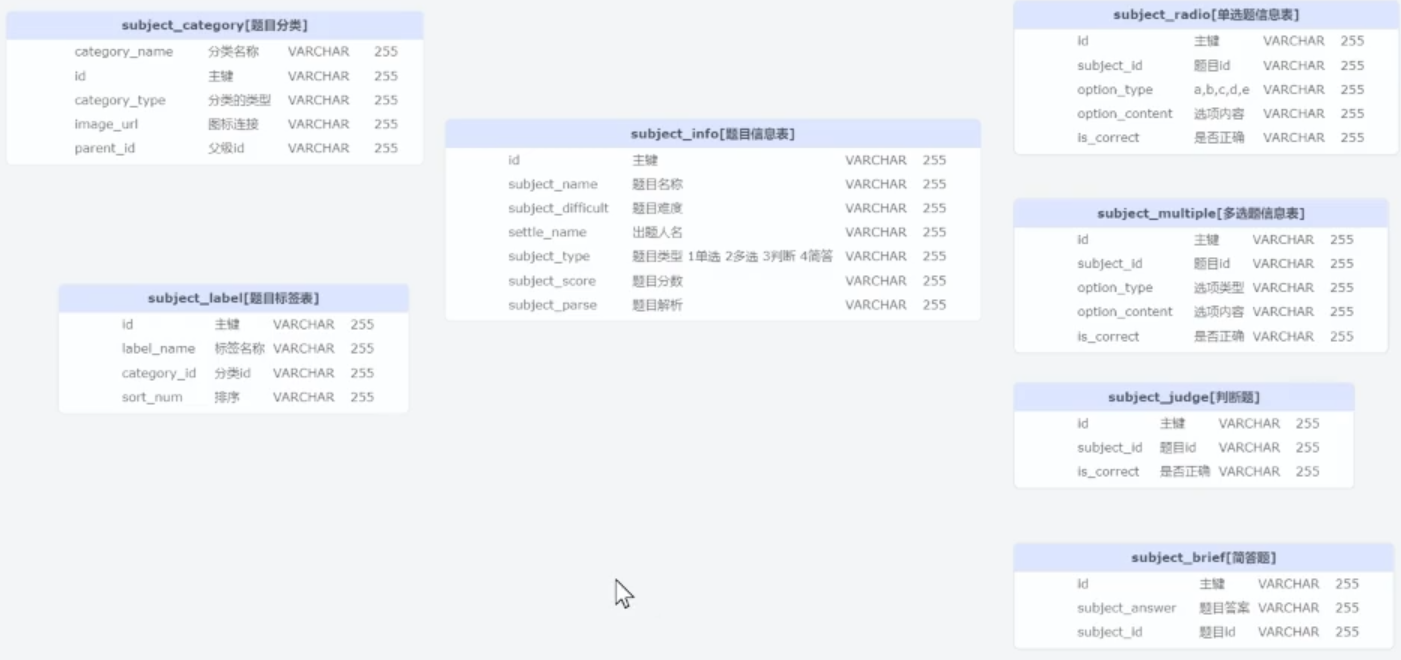 subject_category[题目分类]
category_name 分类名称 VARCHAR 255
id 主键 VARCHAR 255
category_type 分类的类型 VARCHAR 255
image_url 图标连接 VARCHAR 255
parent_id 父级id VARCHAR 255
subject_label[题目标签表]
id 主键 VARCHAR 255
label_name 标签名称 VARCHAR 255
category_id 分类id VARCHAR 255
sort_num 排序 VARCHAR 255
subject_info[题目信息表]
id 主键 VARCHAR 255
subject_name 题目名称 VARCHAR 255
subject_difficult 题目难度 VARCHAR 255
settle_name 出题人名 VARCHAR 255
subject_type 题目类型 1单选 2多选 3判断 4简答 VARCHAR 255
subject_score 题目分数 VARCHAR 255
subject_parse 题目解析 VARCHAR 255
subject_radio[单选题信息表]
id 主键 VARCHAR 255
subject_id 题目id VARCHAR 255
option_type a,b,c,d,e VARCHAR 255
option_content 选项内容 VARCHAR 255
is_correct 是否正确 VARCHAR 255
subject_multiple[多选题信息表]
id 主键 VARCHAR 255
subject_id 题目id VARCHAR 255
option_type 选项类型 VARCHAR 255
option_content 选项内容 VARCHAR 255
is_correct 是否正确 VARCHAR 255
subject_judge[判断题]
id 主键 VARCHAR 255
subject_id 题目id VARCHAR 255
is_correct 是否正确 VARCHAR 255
subject_brief[简答题]
id 主键 VARCHAR 255
subject_answer 题目答案 VARCHAR 255
subject_id 题目id VARCHAR 255